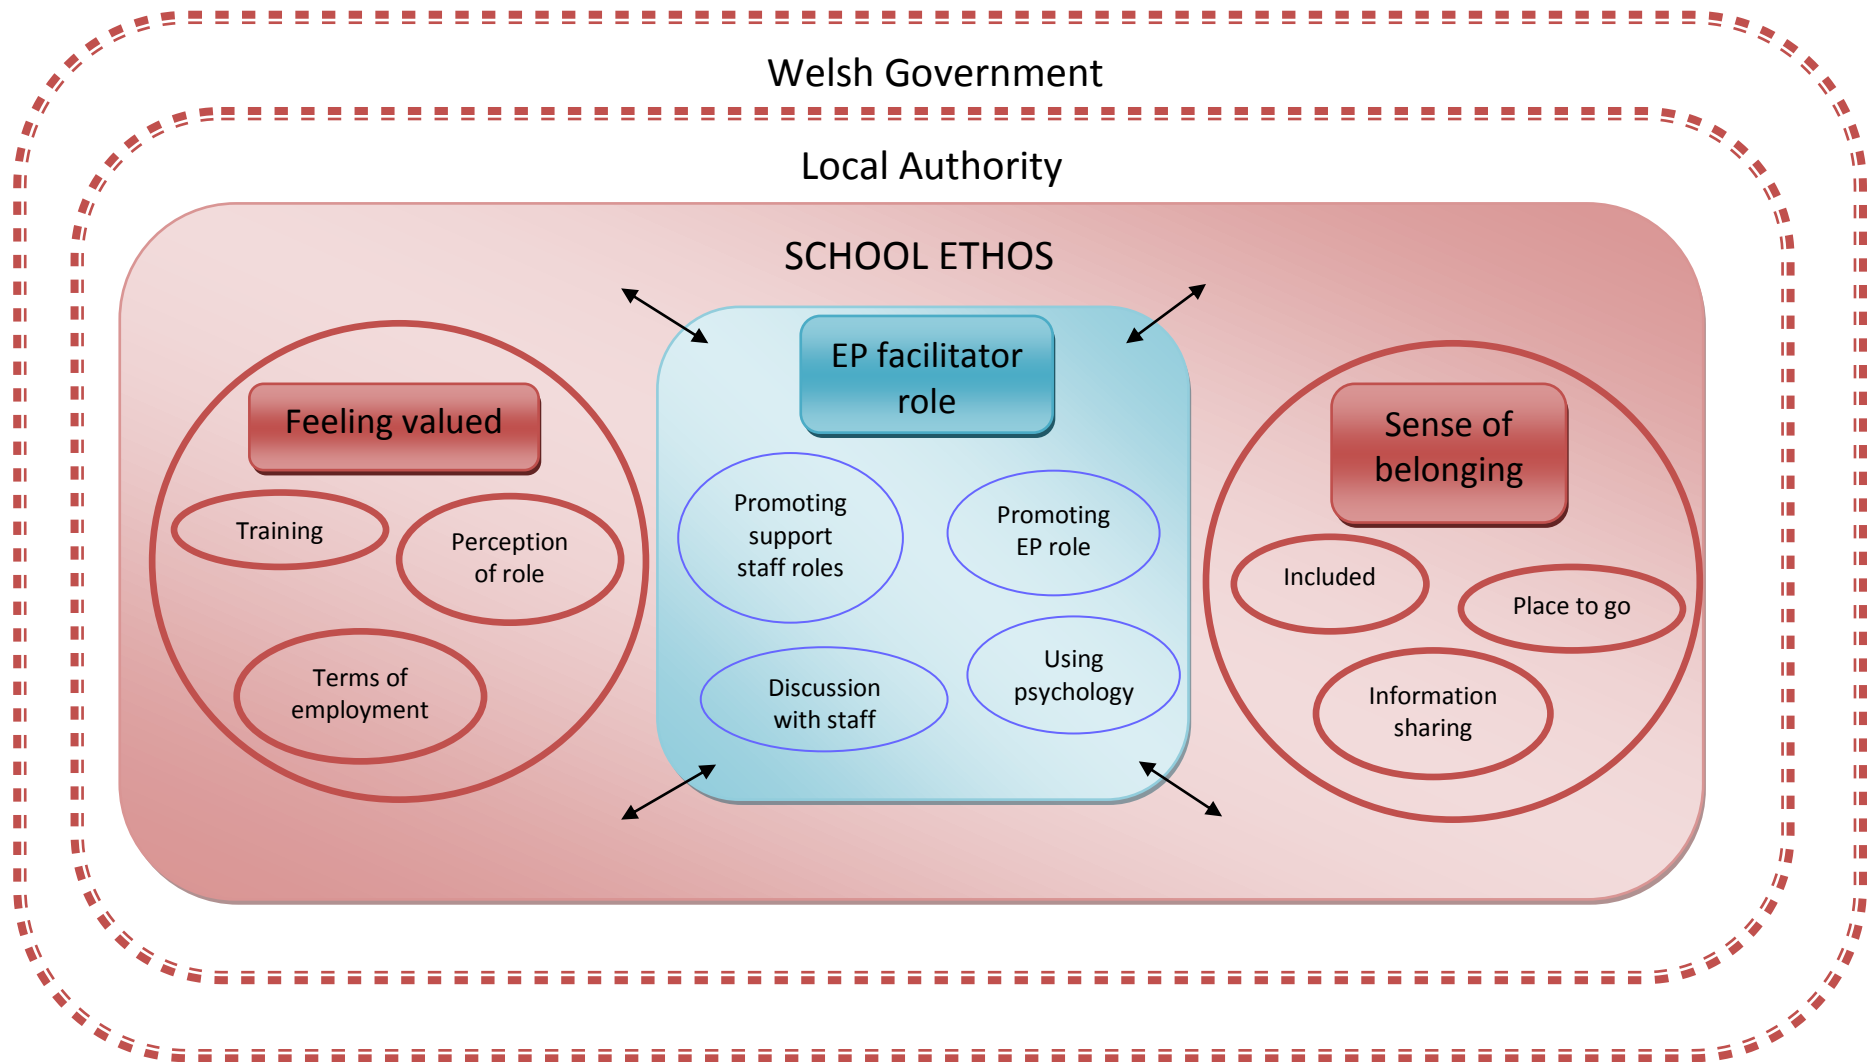 Welsh Government
Local Authority
SCHOOL ETHOS
Feeling valued
Training
Perception
of role
Terms of
employment
EP facilitator
role
Promoting
support
staff roles
Promoting
EP role
Discussion
with staff
Using
psychology
Sense of
belonging
Included
Place to go
Information
sharing